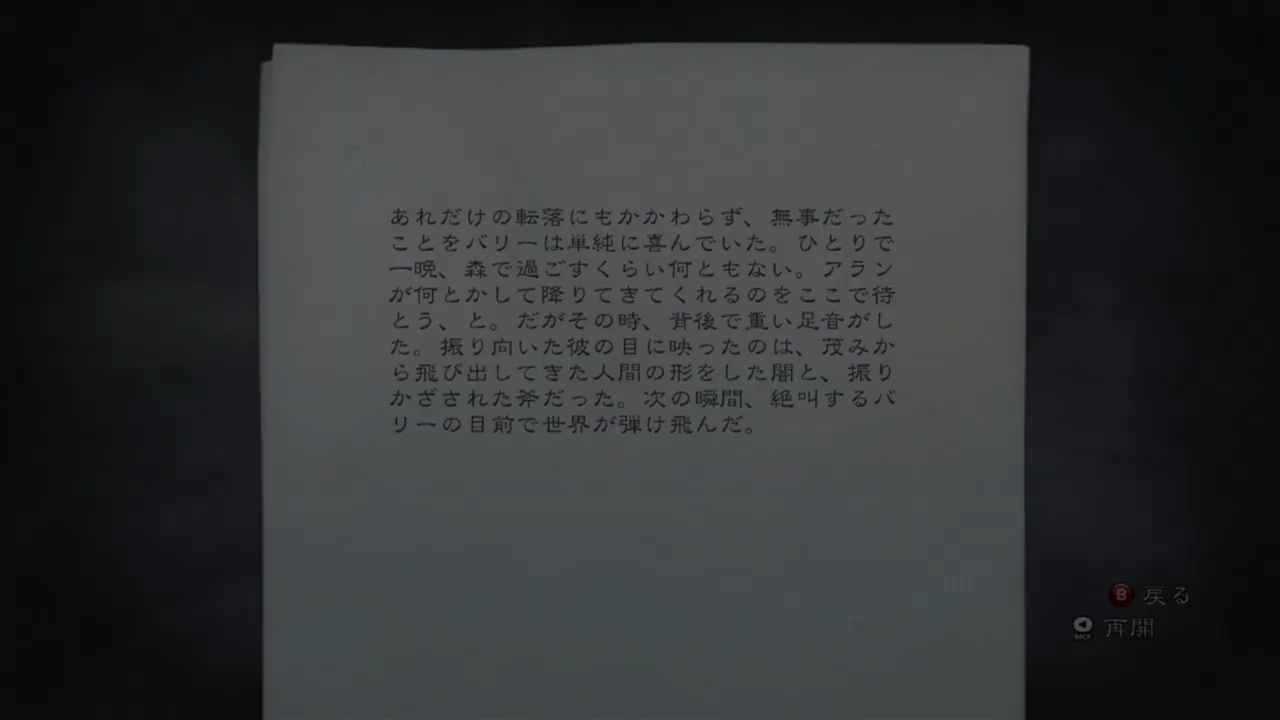 あれだけの転落にもかかわらず、無事だった
ことをバリーは単純に喜んでいた。ひとりで
一晩、森で過ごすくらい何ともない。アラン
が何とかして降りてきてくれるのをここで待
とう、と。だがその時、背後で重い足音がし
た。振り向いた彼の目に映ったのは、茂みか
ら飛び出してきた人間の形をした闇と、振り
かざされた斧だった。次の瞬間、絶叫するバ
リーの目前で世界が弾け飛んだ。
B 戻る
BACK 再開